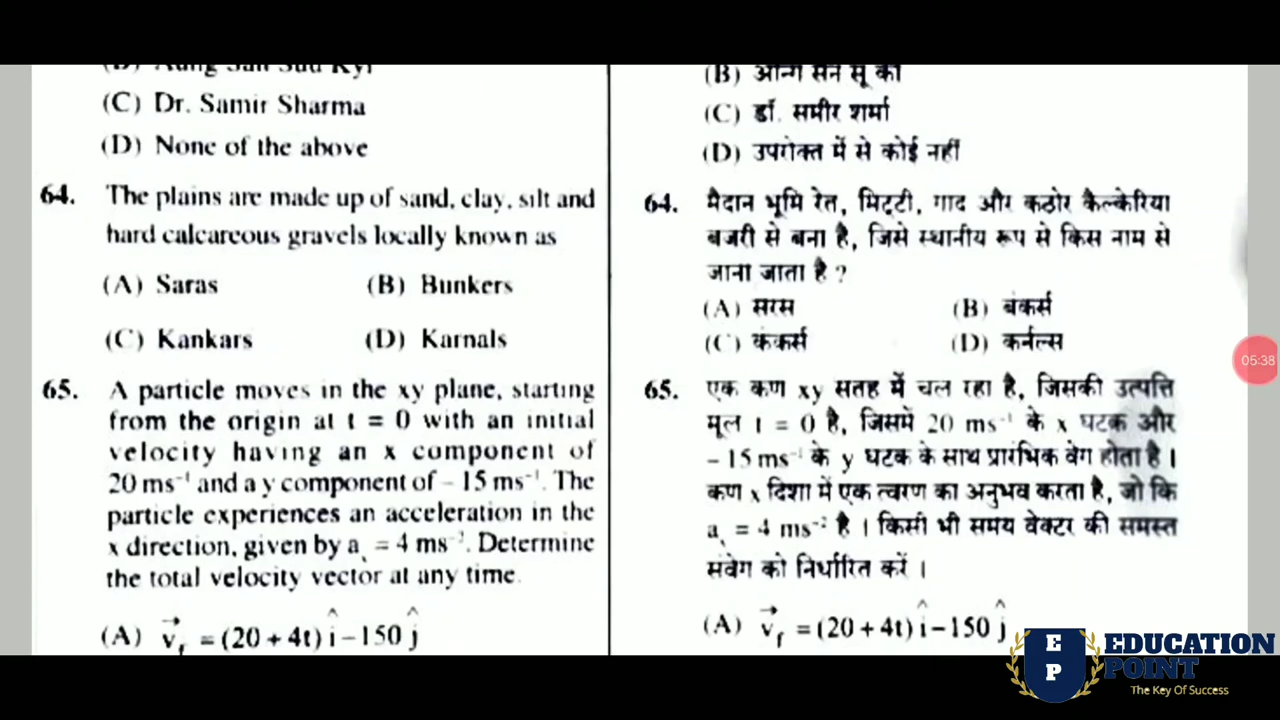 (B) Aung San Suu Kyi
(C) Dr. Samir Sharma
(D) None of the above
64. The plains are made up of sand, clay, silt and
hard calcareous gravels locally known as
(A) Saras (B) Bunkers
(C) Kankars (D) Karnals
65. A particle moves in the xy plane, starting
from the origin at t = 0 with an initial
velocity having an x component of
20 ms⁻¹ and a y component of – 15 ms⁻¹. The
particle experiences an acceleration in the
x direction, given by aₓ = 4 ms⁻². Determine
the total velocity vector at any time.
(A) v⃗_f = (20 + 4t) î – 150 ĵ
(B) ऑन्ग सन सू की
(C) डॉ. समीर शर्मा
(D) उपरोक्त में से कोई नहीं
64. मैदान भूमि रेत, मिट्टी, गाद और कठोर कैल्केरिया
बजरी से बना है, जिसे स्थानीय रूप से किस नाम से
जाना जाता है ?
(A) सरस (B) बंकर्स
(C) कंकर्स (D) कर्नल्स
65. एक कण xy सतह में चल रहा है, जिसकी उत्पत्ति
मूल t = 0 है, जिसमें 20 ms⁻¹ के x घटक और
– 15 ms⁻¹ के y घटक के साथ प्रारंभिक वेग होता है ।
कण x दिशा में एक त्वरण का अनुभव करता है, जो कि
aₓ = 4 ms⁻² है । किसी भी समय वेक्टर की समस्त
संवेग को निर्धारित करें ।
(A) v⃗_f = (20 + 4t) î – 150 ĵ
05:38
E P
EDUCATION
POINT
The Key Of Success